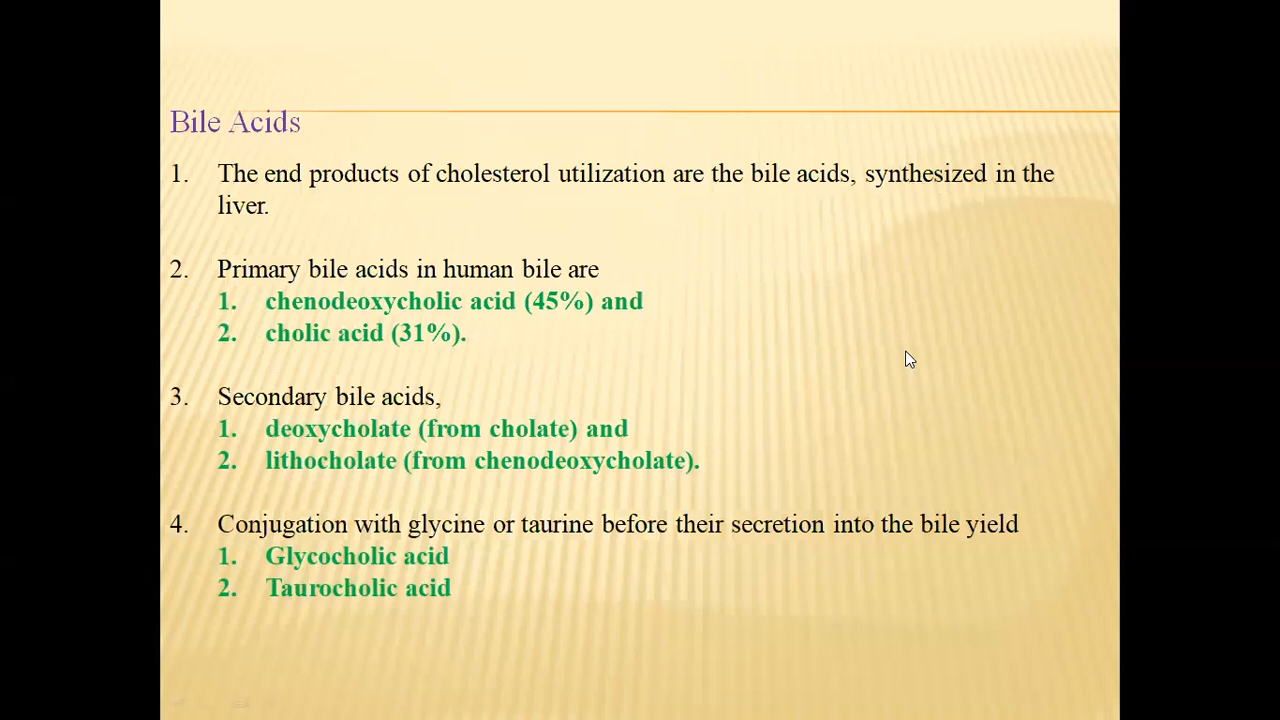 Bile Acids
1. The end products of cholesterol utilization are the bile acids, synthesized in the
liver.
2. Primary bile acids in human bile are
1. chenodeoxycholic acid (45%) and
2. cholic acid (31%).
3. Secondary bile acids,
1. deoxycholate (from cholate) and
2. lithocholate (from chenodeoxycholate).
4. Conjugation with glycine or taurine before their secretion into the bile yield
1. Glycocholic acid
2. Taurocholic acid